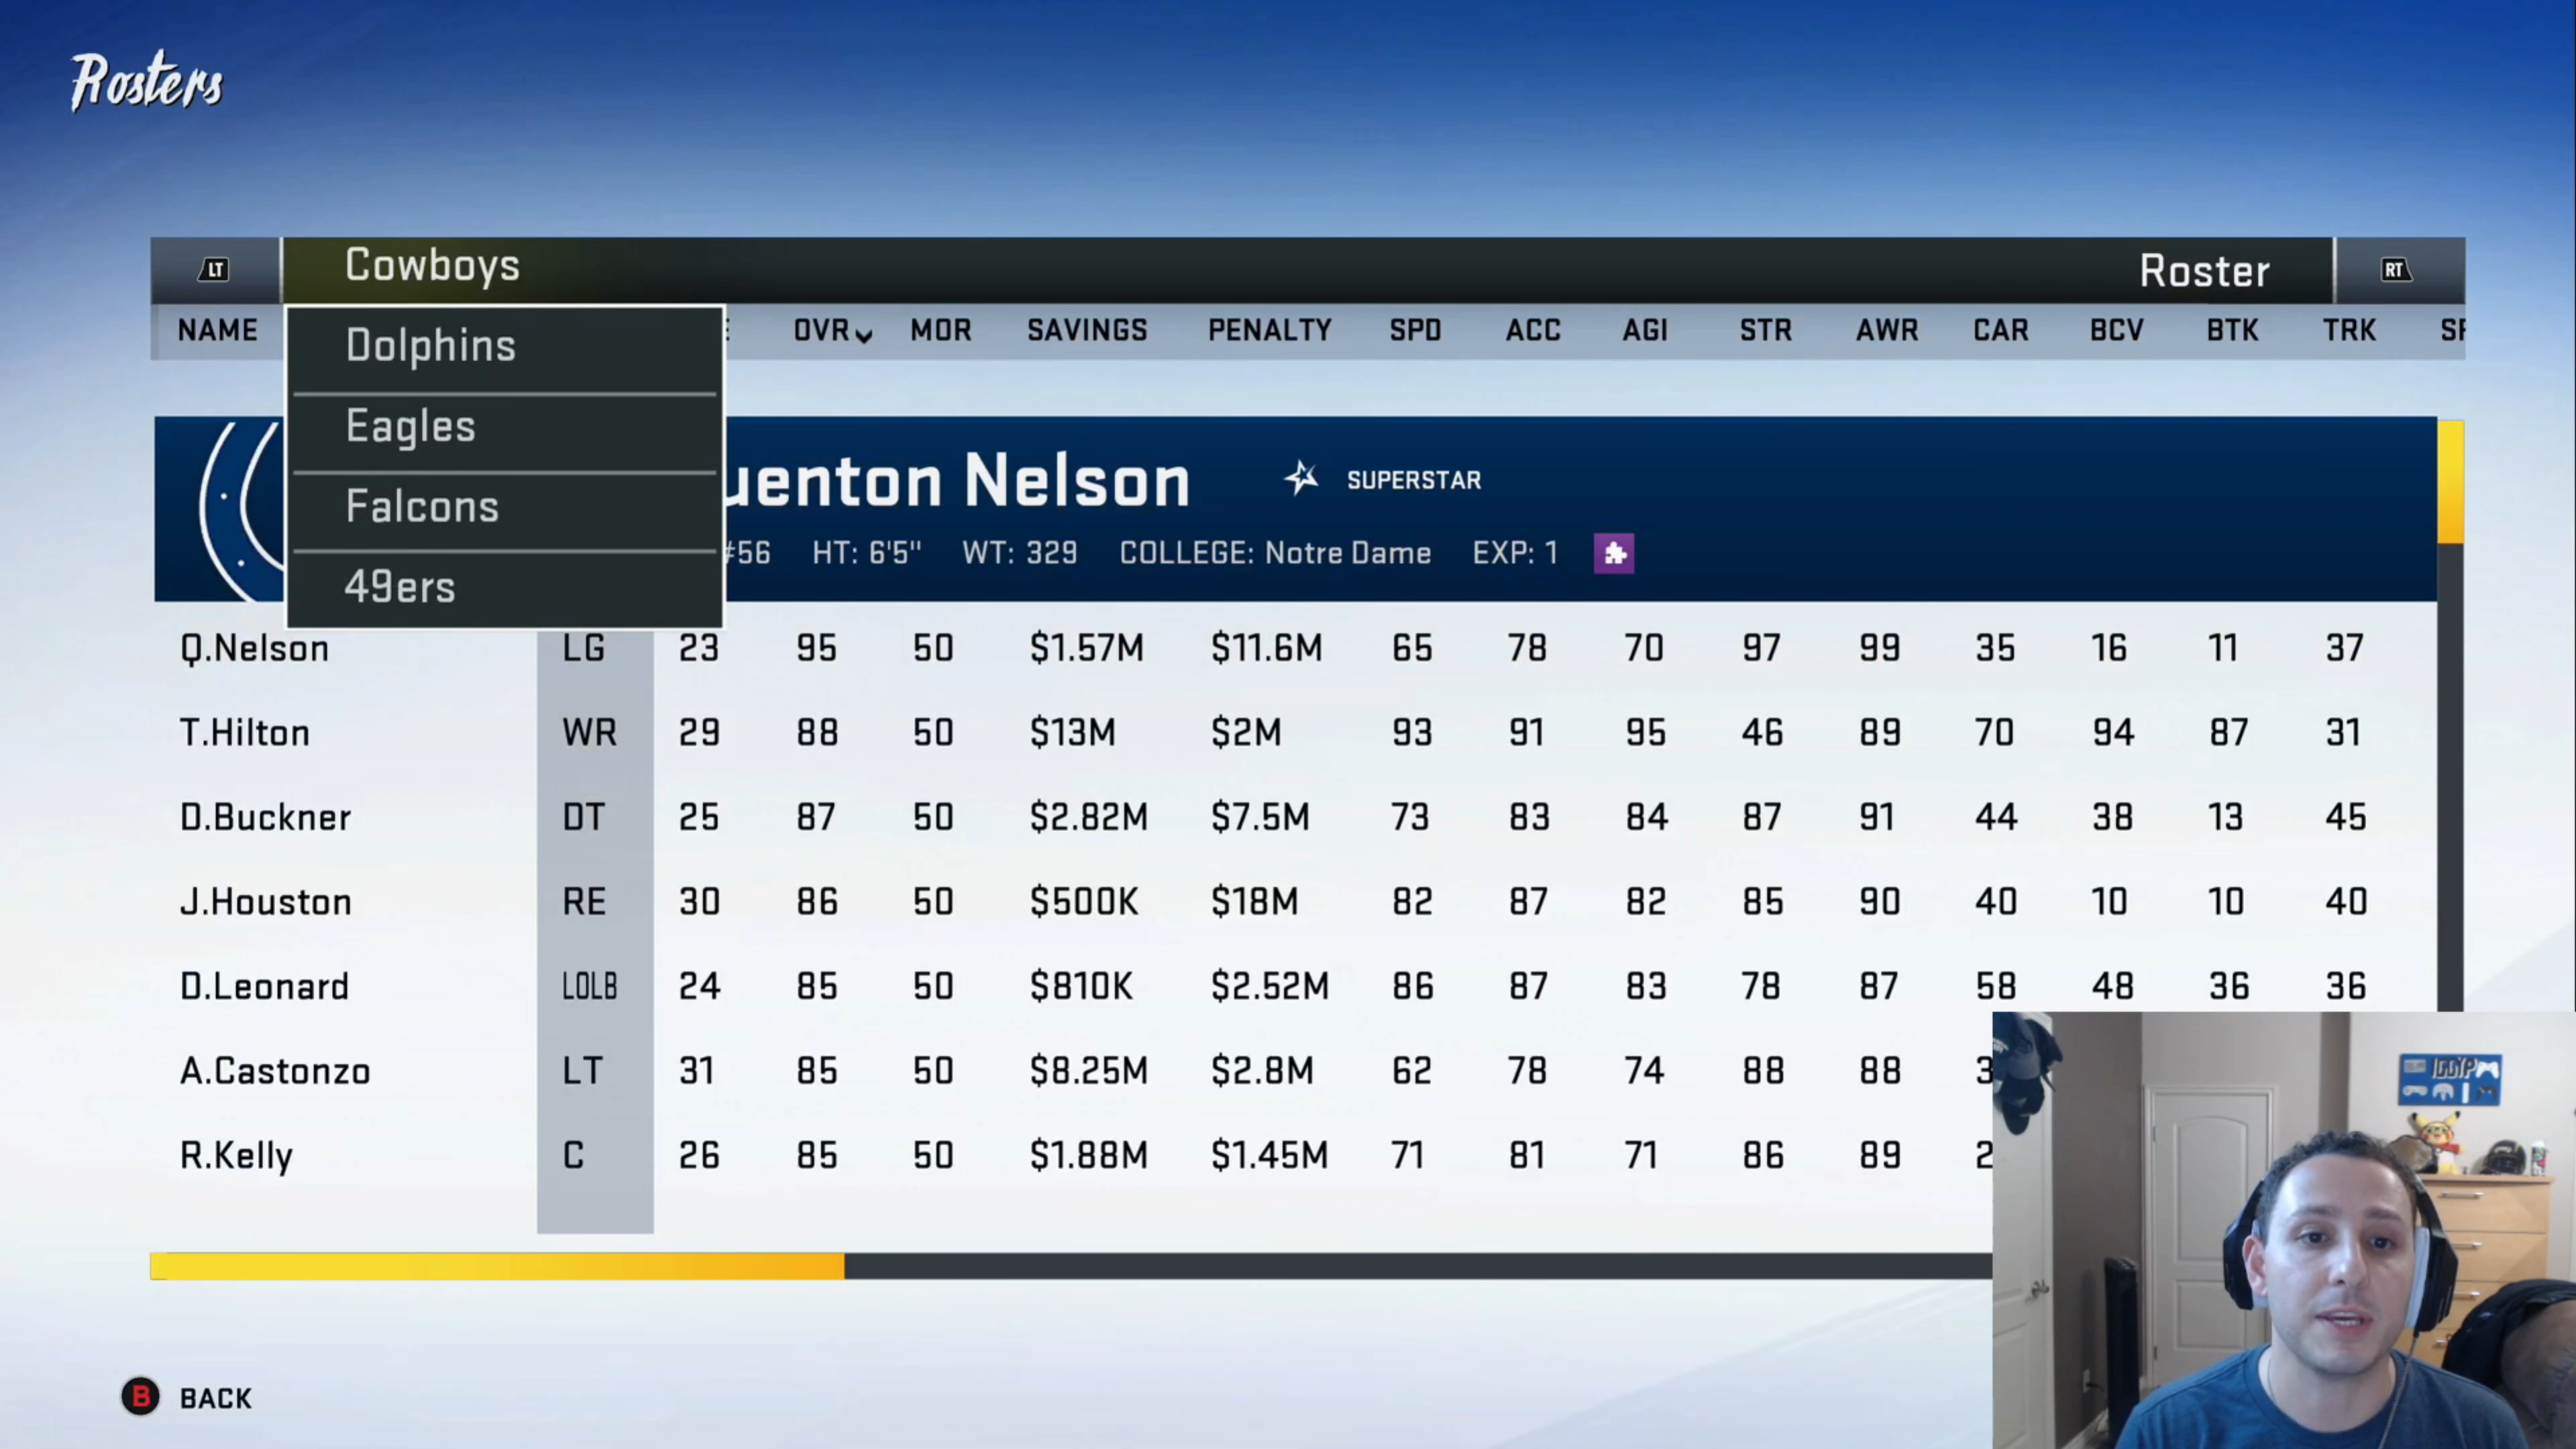 Rosters
LT Cowboys Roster RT
NAME OVR MOR SAVINGS PENALTY SPD ACC AGI STR AWR CAR BCV BTK TRK
Dolphins
Eagles
Falcons
49ers
uenton Nelson SUPERSTAR
#56 HT: 6'5" WT: 329 COLLEGE: Notre Dame EXP: 1
Q.Nelson LG 23 95 50 $1.57M $11.6M 65 78 70 97 99 35 16 11 37
T.Hilton WR 29 88 50 $13M $2M 93 91 95 46 89 70 94 87 31
D.Buckner DT 25 87 50 $2.82M $7.5M 73 83 84 87 91 44 38 13 45
J.Houston RE 30 86 50 $500K $18M 82 87 82 85 90 40 10 10 40
D.Leonard LOLB 24 85 50 $810K $2.52M 86 87 83 78 87 58 48 36 36
A.Castonzo LT 31 85 50 $8.25M $2.8M 62 78 74 88 88 3
R.Kelly C 26 85 50 $1.88M $1.45M 71 81 71 86 89 2
IGGYP
B BACK